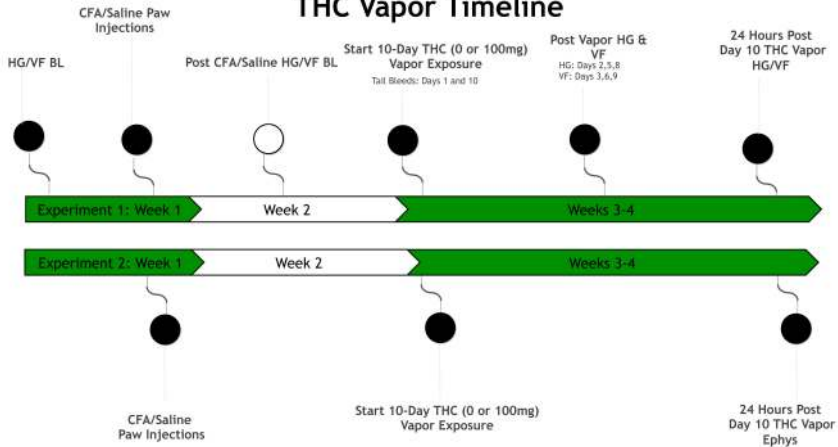 THC Vapor Timeline
CFA/Saline Paw
Injections
HG/VF BL
Post CFA/Saline HG/VF BL
Start 10-Day THC (0 or 100mg)
Vapor Exposure
Tail Bleeds: Days 1 and 10
Post Vapor HG &
VF
HG: Days 2,5,8
VF: Days 3,6,9
24 Hours Post
Day 10 THC Vapor
HG/VF
Experiment 1: Week 1
Week 2
Weeks 3-4
Experiment 2: Week 1
Week 2
Weeks 3-4
CFA/Saline
Paw Injections
Start 10-Day THC (0 or 100mg)
Vapor Exposure
24 Hours Post
Day 10 THC Vapor
Ephys